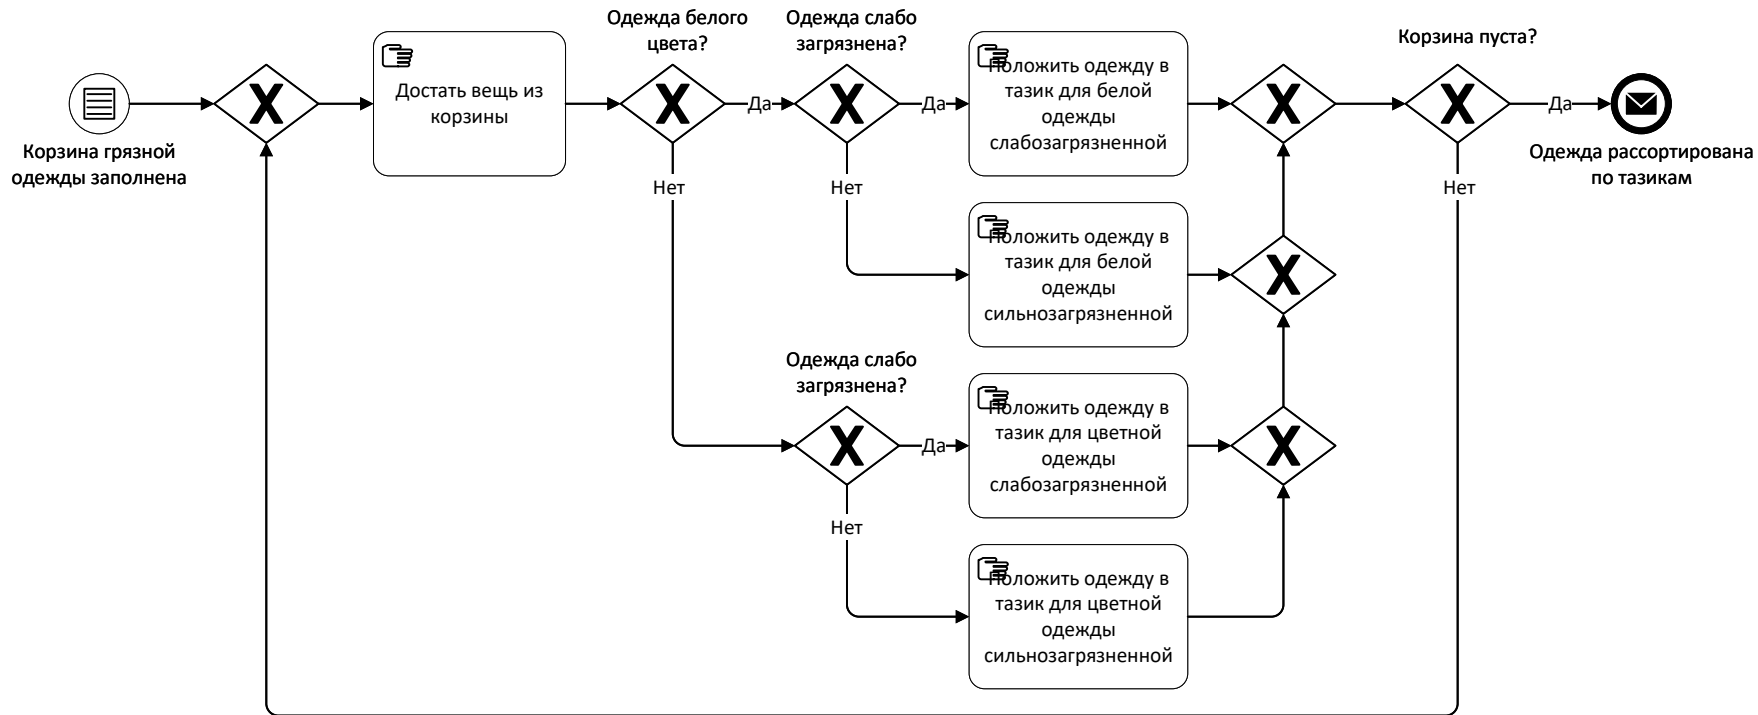 Корзина грязной
одежды заполнена
Достать вещь из
корзины
Одежда белого
цвета?
Да
Нет
Одежда слабо
загрязнена?
Да
Нет
Положить одежду в
тазик для белой
одежды
слабозагрязненной
Положить одежду в
тазик для белой
одежды
сильнозагрязненной
Одежда слабо
загрязнена?
Да
Нет
Положить одежду в
тазик для цветной
одежды
слабозагрязненной
Положить одежду в
тазик для цветной
одежды
сильнозагрязненной
Корзина пуста?
Да
Нет
Одежда рассортирована
по тазикам